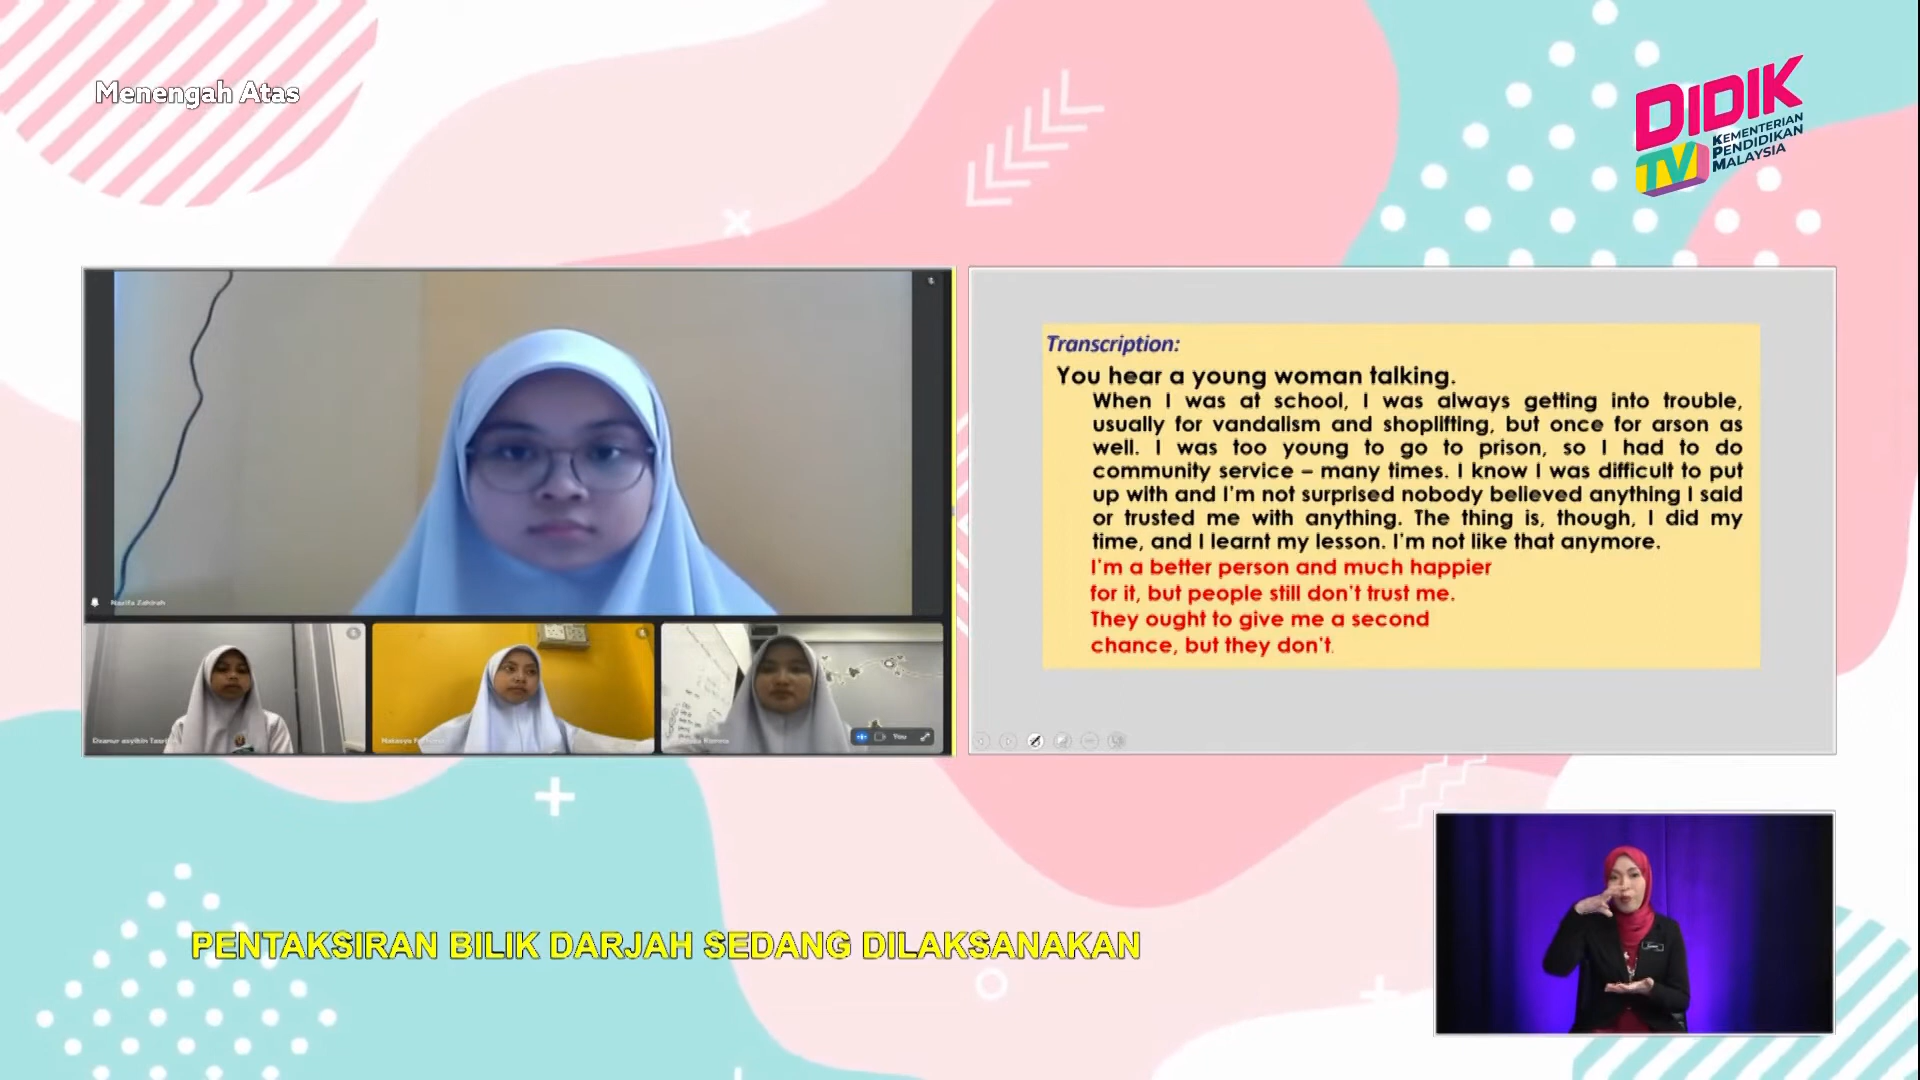 Menengah Atas
DIDIK
TV
KEMENTERIAN
PENDIDIKAN
MALAYSIA
Transcription:
You hear a young woman talking.
When I was at school, I was always getting into trouble,
usually for vandalism and shoplifting, but once for arson as
well. I was too young to go to prison, so I had to do
community service – many times. I know I was difficult to put
up with and I'm not surprised nobody believed anything I said
or trusted me with anything. The thing is, though, I did my
time, and I learnt my lesson. I'm not like that anymore.
I'm a better person and much happier
for it, but people still don't trust me.
They ought to give me a second
chance, but they don't.
Nazifa Zahirah
You
PENTAKSIRAN BILIK DARJAH SEDANG DILAKSANAKAN